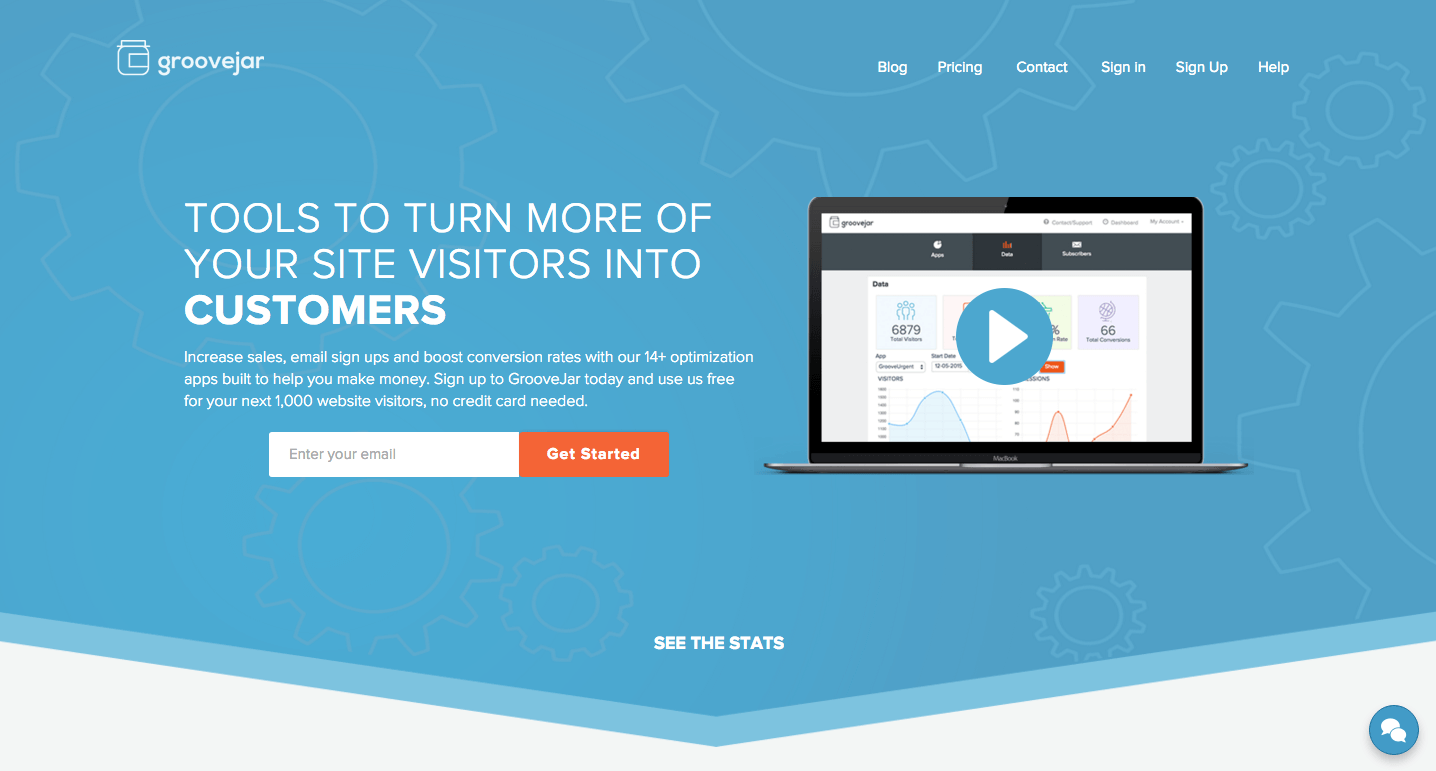 groovejar
Blog Pricing Contact Sign in Sign Up Help
TOOLS TO TURN MORE OF
YOUR SITE VISITORS INTO
CUSTOMERS
Increase sales, email sign ups and boost conversion rates with our 14+ optimization
apps built to help you make money. Sign up to GrooveJar today and use us free
for your next 1,000 website visitors, no credit card needed.
Enter your email Get Started
groovejar Contact/Support Dashboard My Account
Apps Data Subscribers
Data
6879 % 66
Total Visitors n Rate Total Conversions
App Start Date
GrooveUrgent 12-05-2015 Show
VISITORS
MacBook
SEE THE STATS